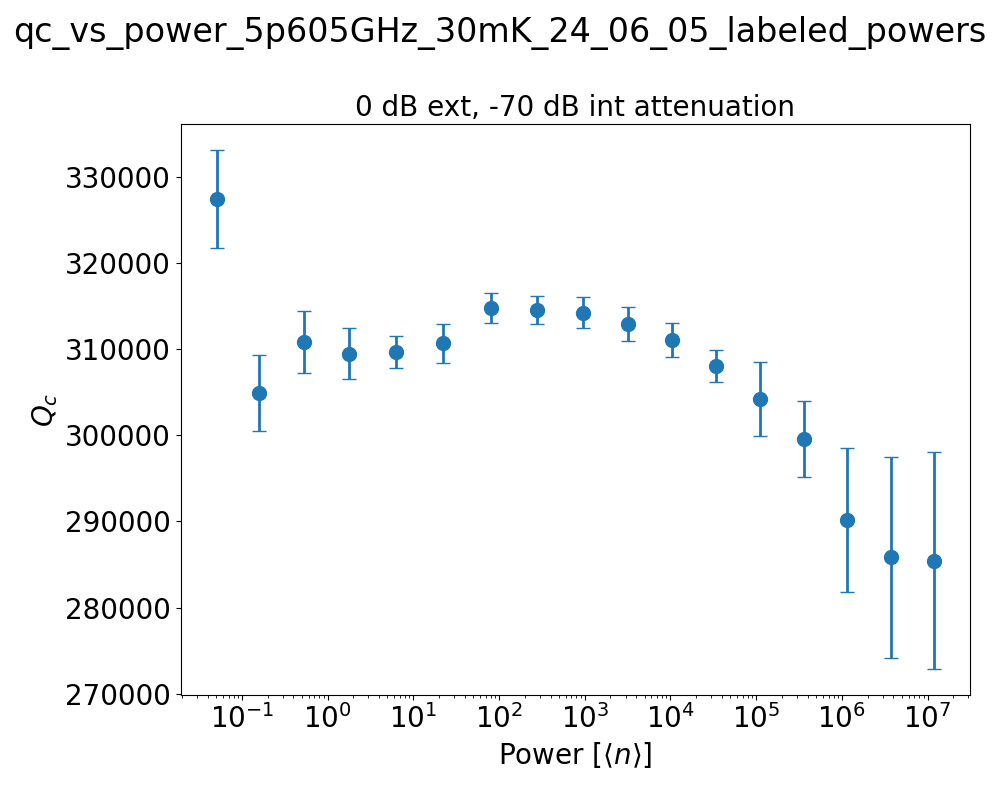 qc_vs_power_5p605GHz_30mK_24_06_05_labeled_powers
0 dB ext, -70 dB int attenuation
330000
320000
310000
300000
290000
280000
270000
Q_c
10^{-1} 10^0 10^1 10^2 10^3 10^4 10^5 10^6 10^7
Power [⟨n⟩]